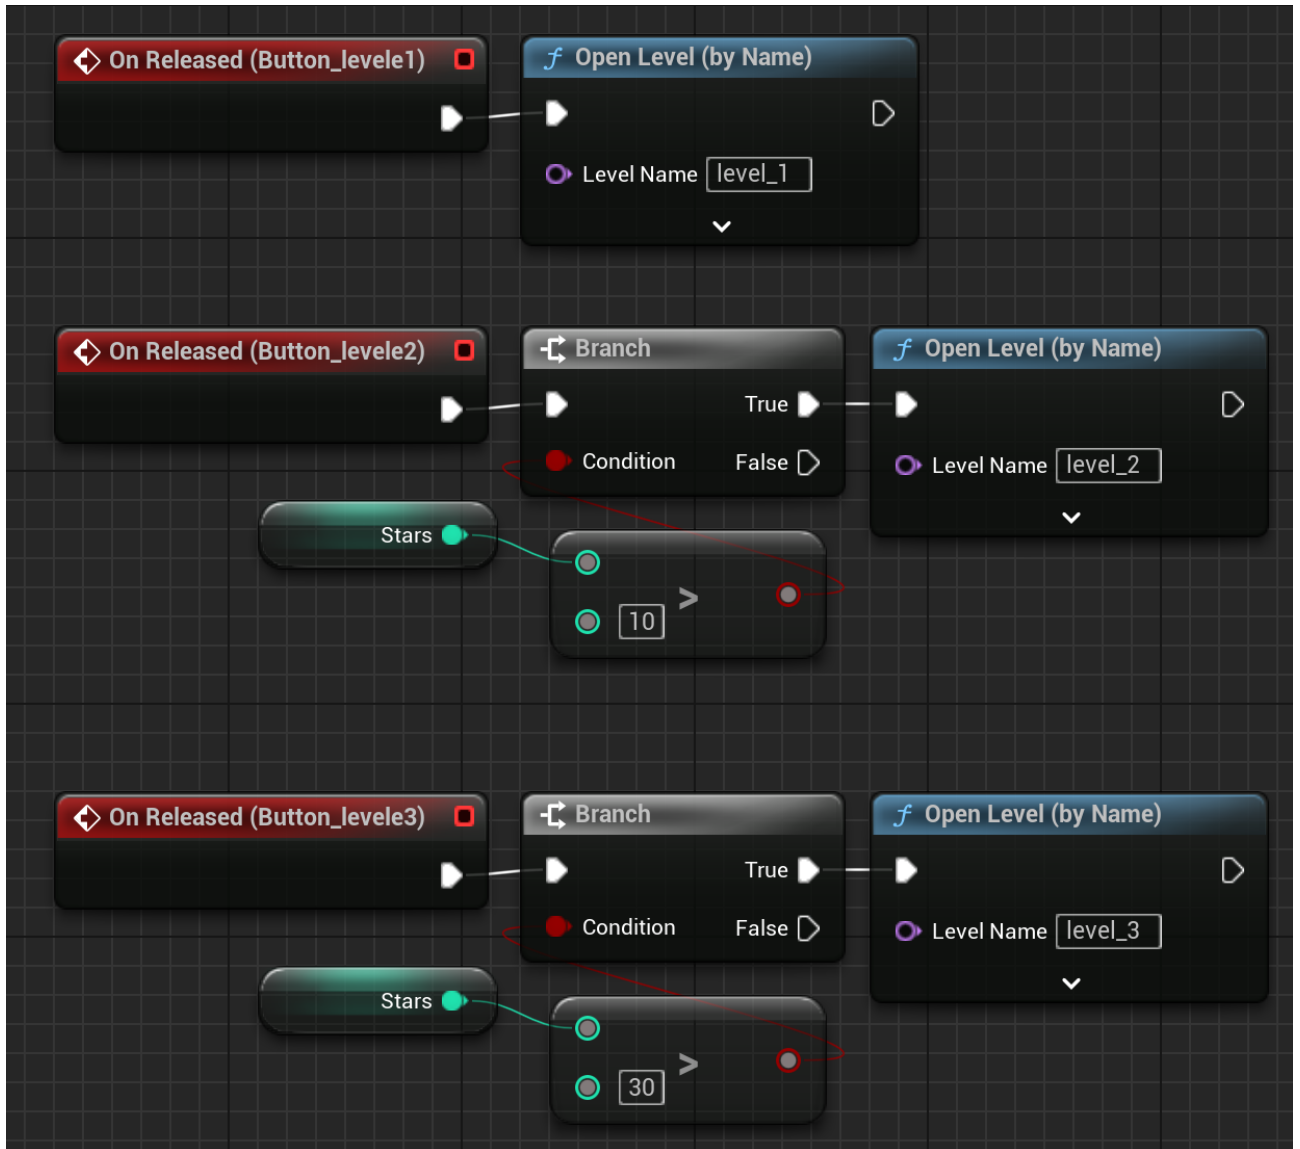 On Released (Button_levele1)
f Open Level (by Name)
Level Name level_1
On Released (Button_levele2)
Branch
f Open Level (by Name)
True
Condition False
Level Name level_2
Stars
>
10
On Released (Button_levele3)
Branch
f Open Level (by Name)
True
Condition False
Level Name level_3
Stars
>
30